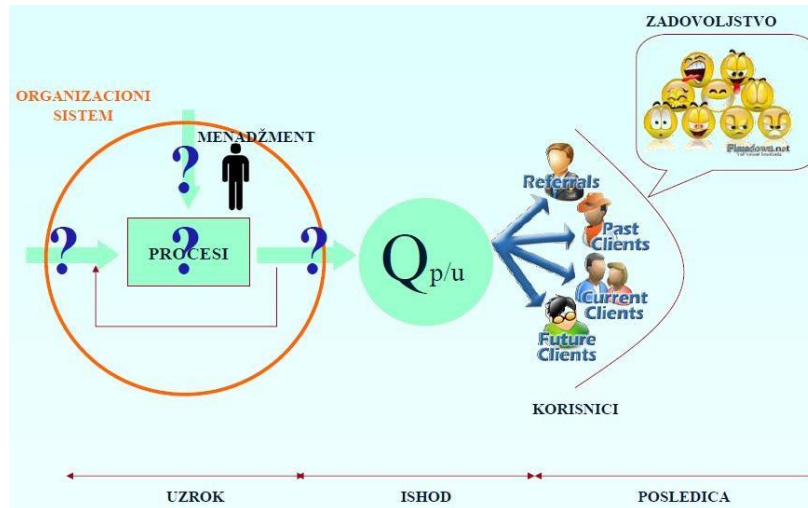 ZADOVOLJSTVO
ORGANIZACIONI
SISTEM
MENADŽMENT
?
?
?
?
PROCESI
Q p/u
Referrals
Past
Clients
Current
Clients
Future
Clients
KORISNICI
UZROK
ISHOD
POSLEDICA